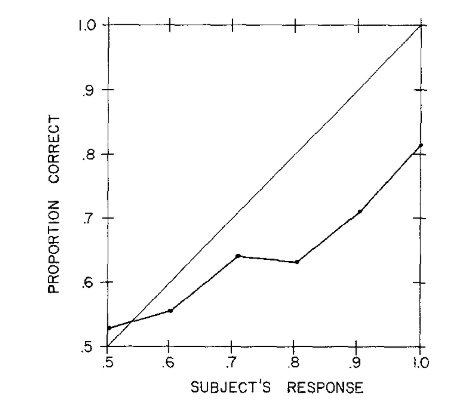 1.0
.9
.8
.7
.6
.5
PROPORTION CORRECT
.5 .6 .7 .8 .9 1.0
SUBJECT'S RESPONSE